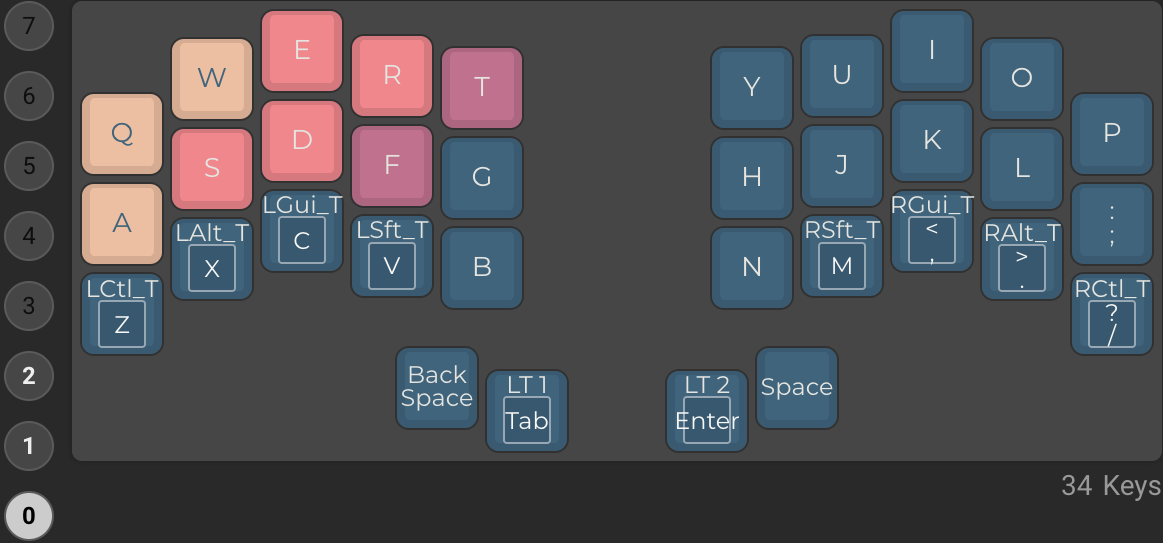 7
6
5
4
3
2
1
0
Q
W
E
R
T
Y
U
I
O
P
A
S
D
F
G
H
J
K
L
:
;
LCtl_T
Z
LAlt_T
X
LGui_T
C
LSft_T
V
B
N
RSft_T
M
RGui_T
<
,
RAlt_T
>
.
RCtl_T
?
/
Back
Space
LT 1
Tab
LT 2
Enter
Space
34 Keys